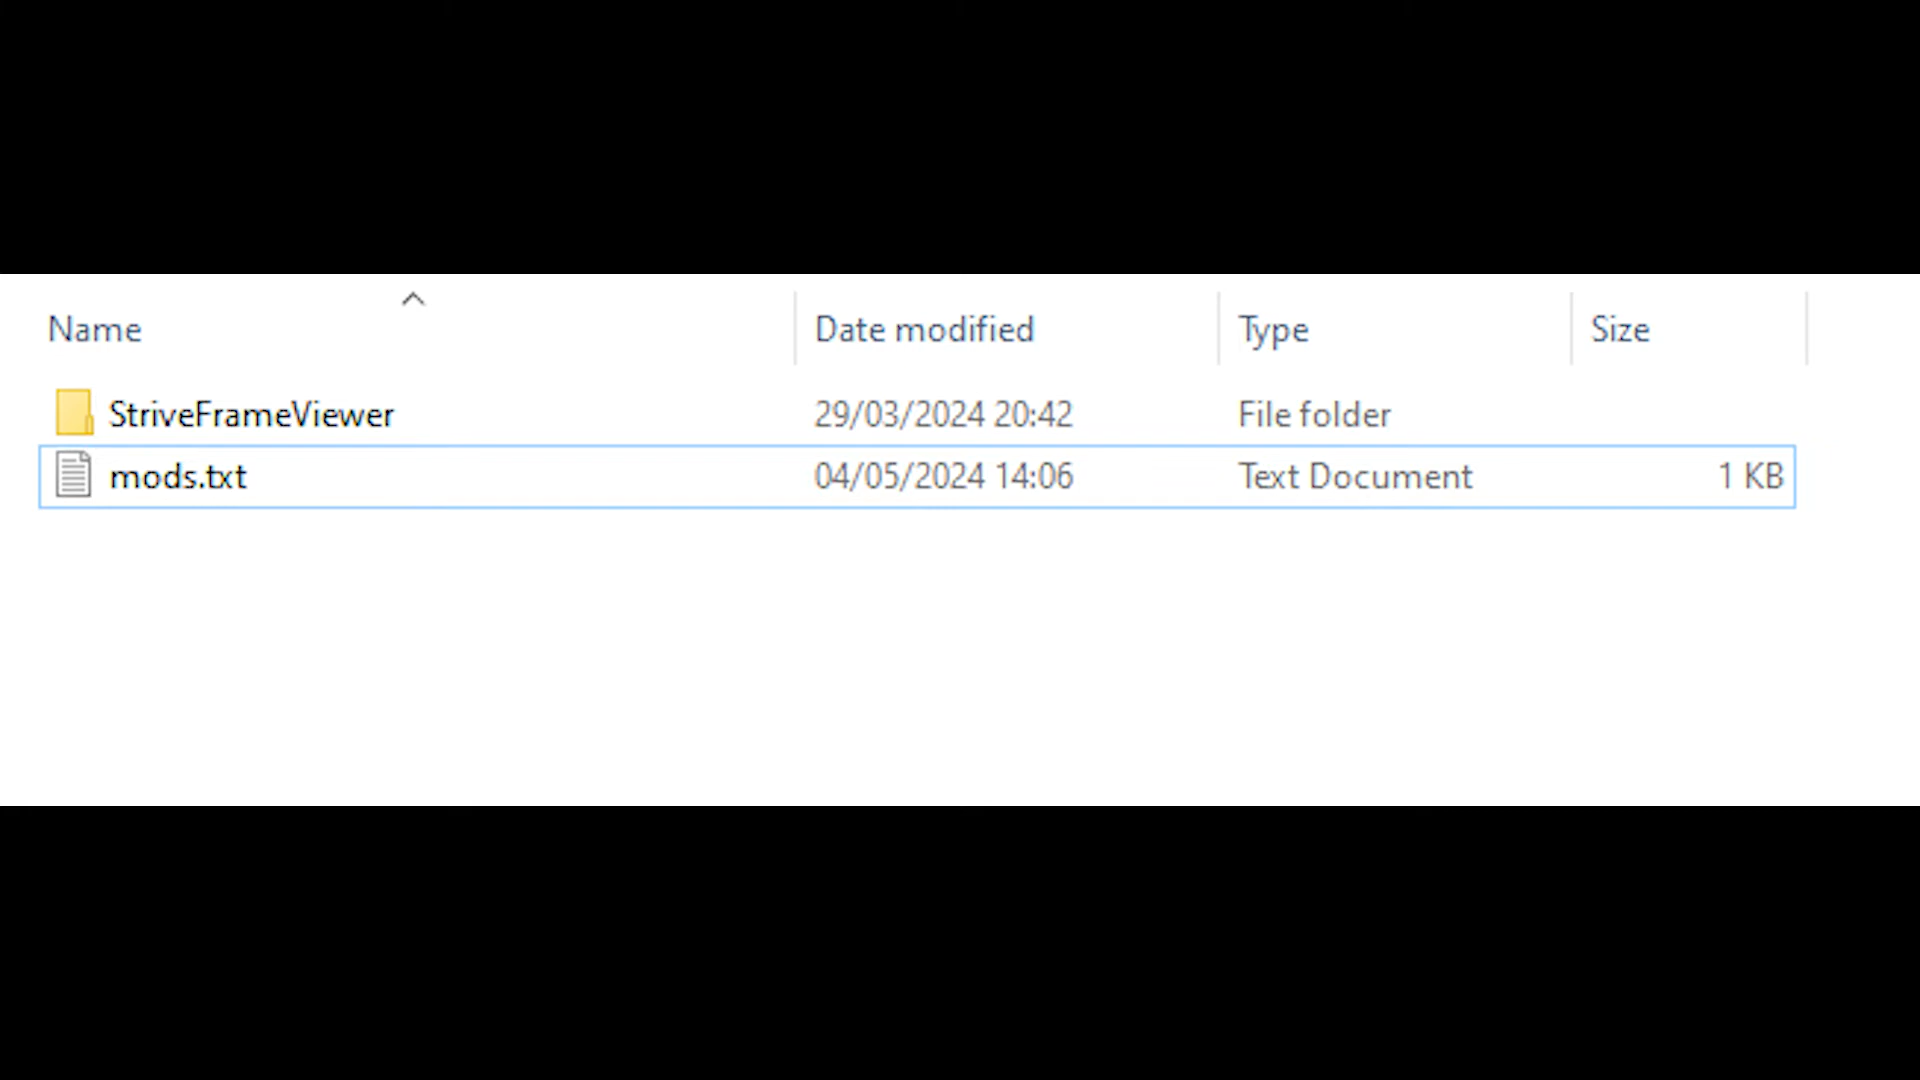 Name Date modified Type Size
StriveFrameViewer 29/03/2024 20:42 File folder
mods.txt 04/05/2024 14:06 Text Document 1 KB